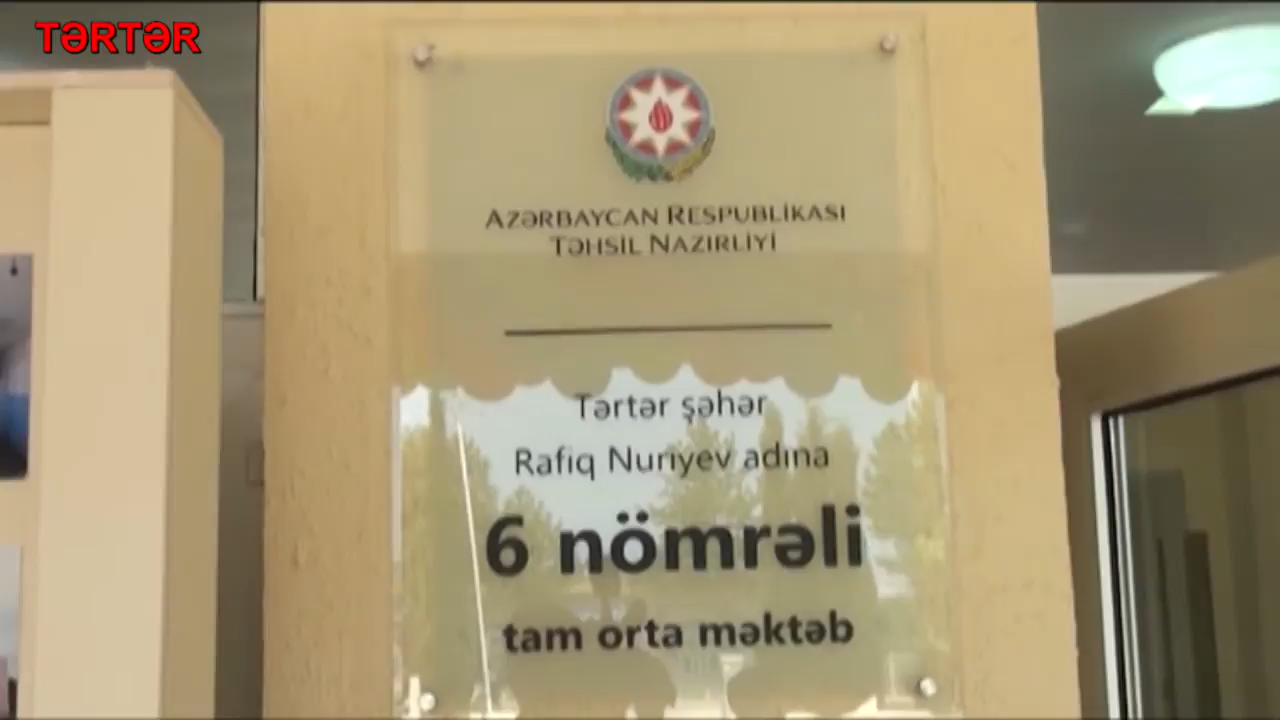 TƏRTƏR
AZƏRBAYCAN RESPUBLİKASI
TƏHSİL NAZİRLİYİ
Tərtər şəhər
Rafiq Nuriyev adına
6 nömrəli
tam orta məktəb